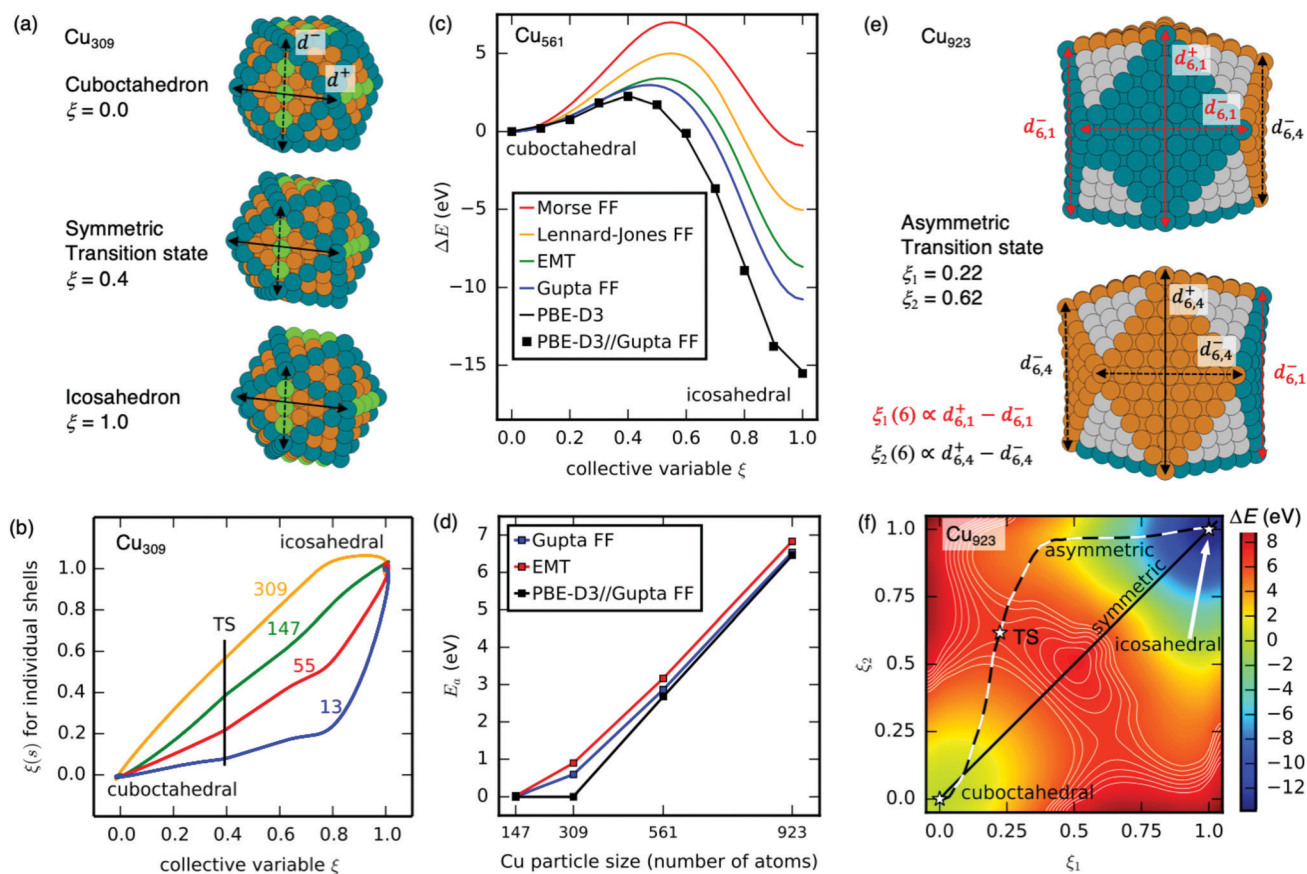 (a)
Cu309
Cuboctahedron
ξ = 0.0
d−
d+
Symmetric
Transition state
ξ = 0.4
Icosahedron
ξ = 1.0
(b)
Cu309
icosahedral
1.0
0.8
0.6
0.4
0.2
0.0
ξ(s) for individual shells
309
147
TS
55
13
cuboctahedral
0.0 0.2 0.4 0.6 0.8 1.0
collective variable ξ
(c)
Cu561
5
0
−5
−10
−15
ΔE (eV)
cuboctahedral
Morse FF
Lennard-Jones FF
EMT
Gupta FF
PBE-D3
PBE-D3//Gupta FF
icosahedral
0.0 0.2 0.4 0.6 0.8 1.0
collective variable ξ
(d)
7
6
5
4
3
2
1
0
Ea (eV)
Gupta FF
EMT
PBE-D3//Gupta FF
147 309 561 923
Cu particle size (number of atoms)
(e)
Cu923
d+6,1
d−6,1
d−6,1
d−6,4
Asymmetric
Transition state
ξ1 = 0.22
ξ2 = 0.62
d+6,4
d−6,4
d−6,4
d−6,1
ξ1(6) ∝ d+6,1 − d−6,1
ξ2(6) ∝ d+6,4 − d−6,4
(f)
Cu923
1.0
0.75
0.5
0.25
0.0
ξ2
asymmetric
symmetric
TS
icosahedral
cuboctahedral
0.0 0.25 0.5 0.75 1.0
ξ1
ΔE (eV)
8
6
4
2
0
−2
−4
−6
−8
−10
−12